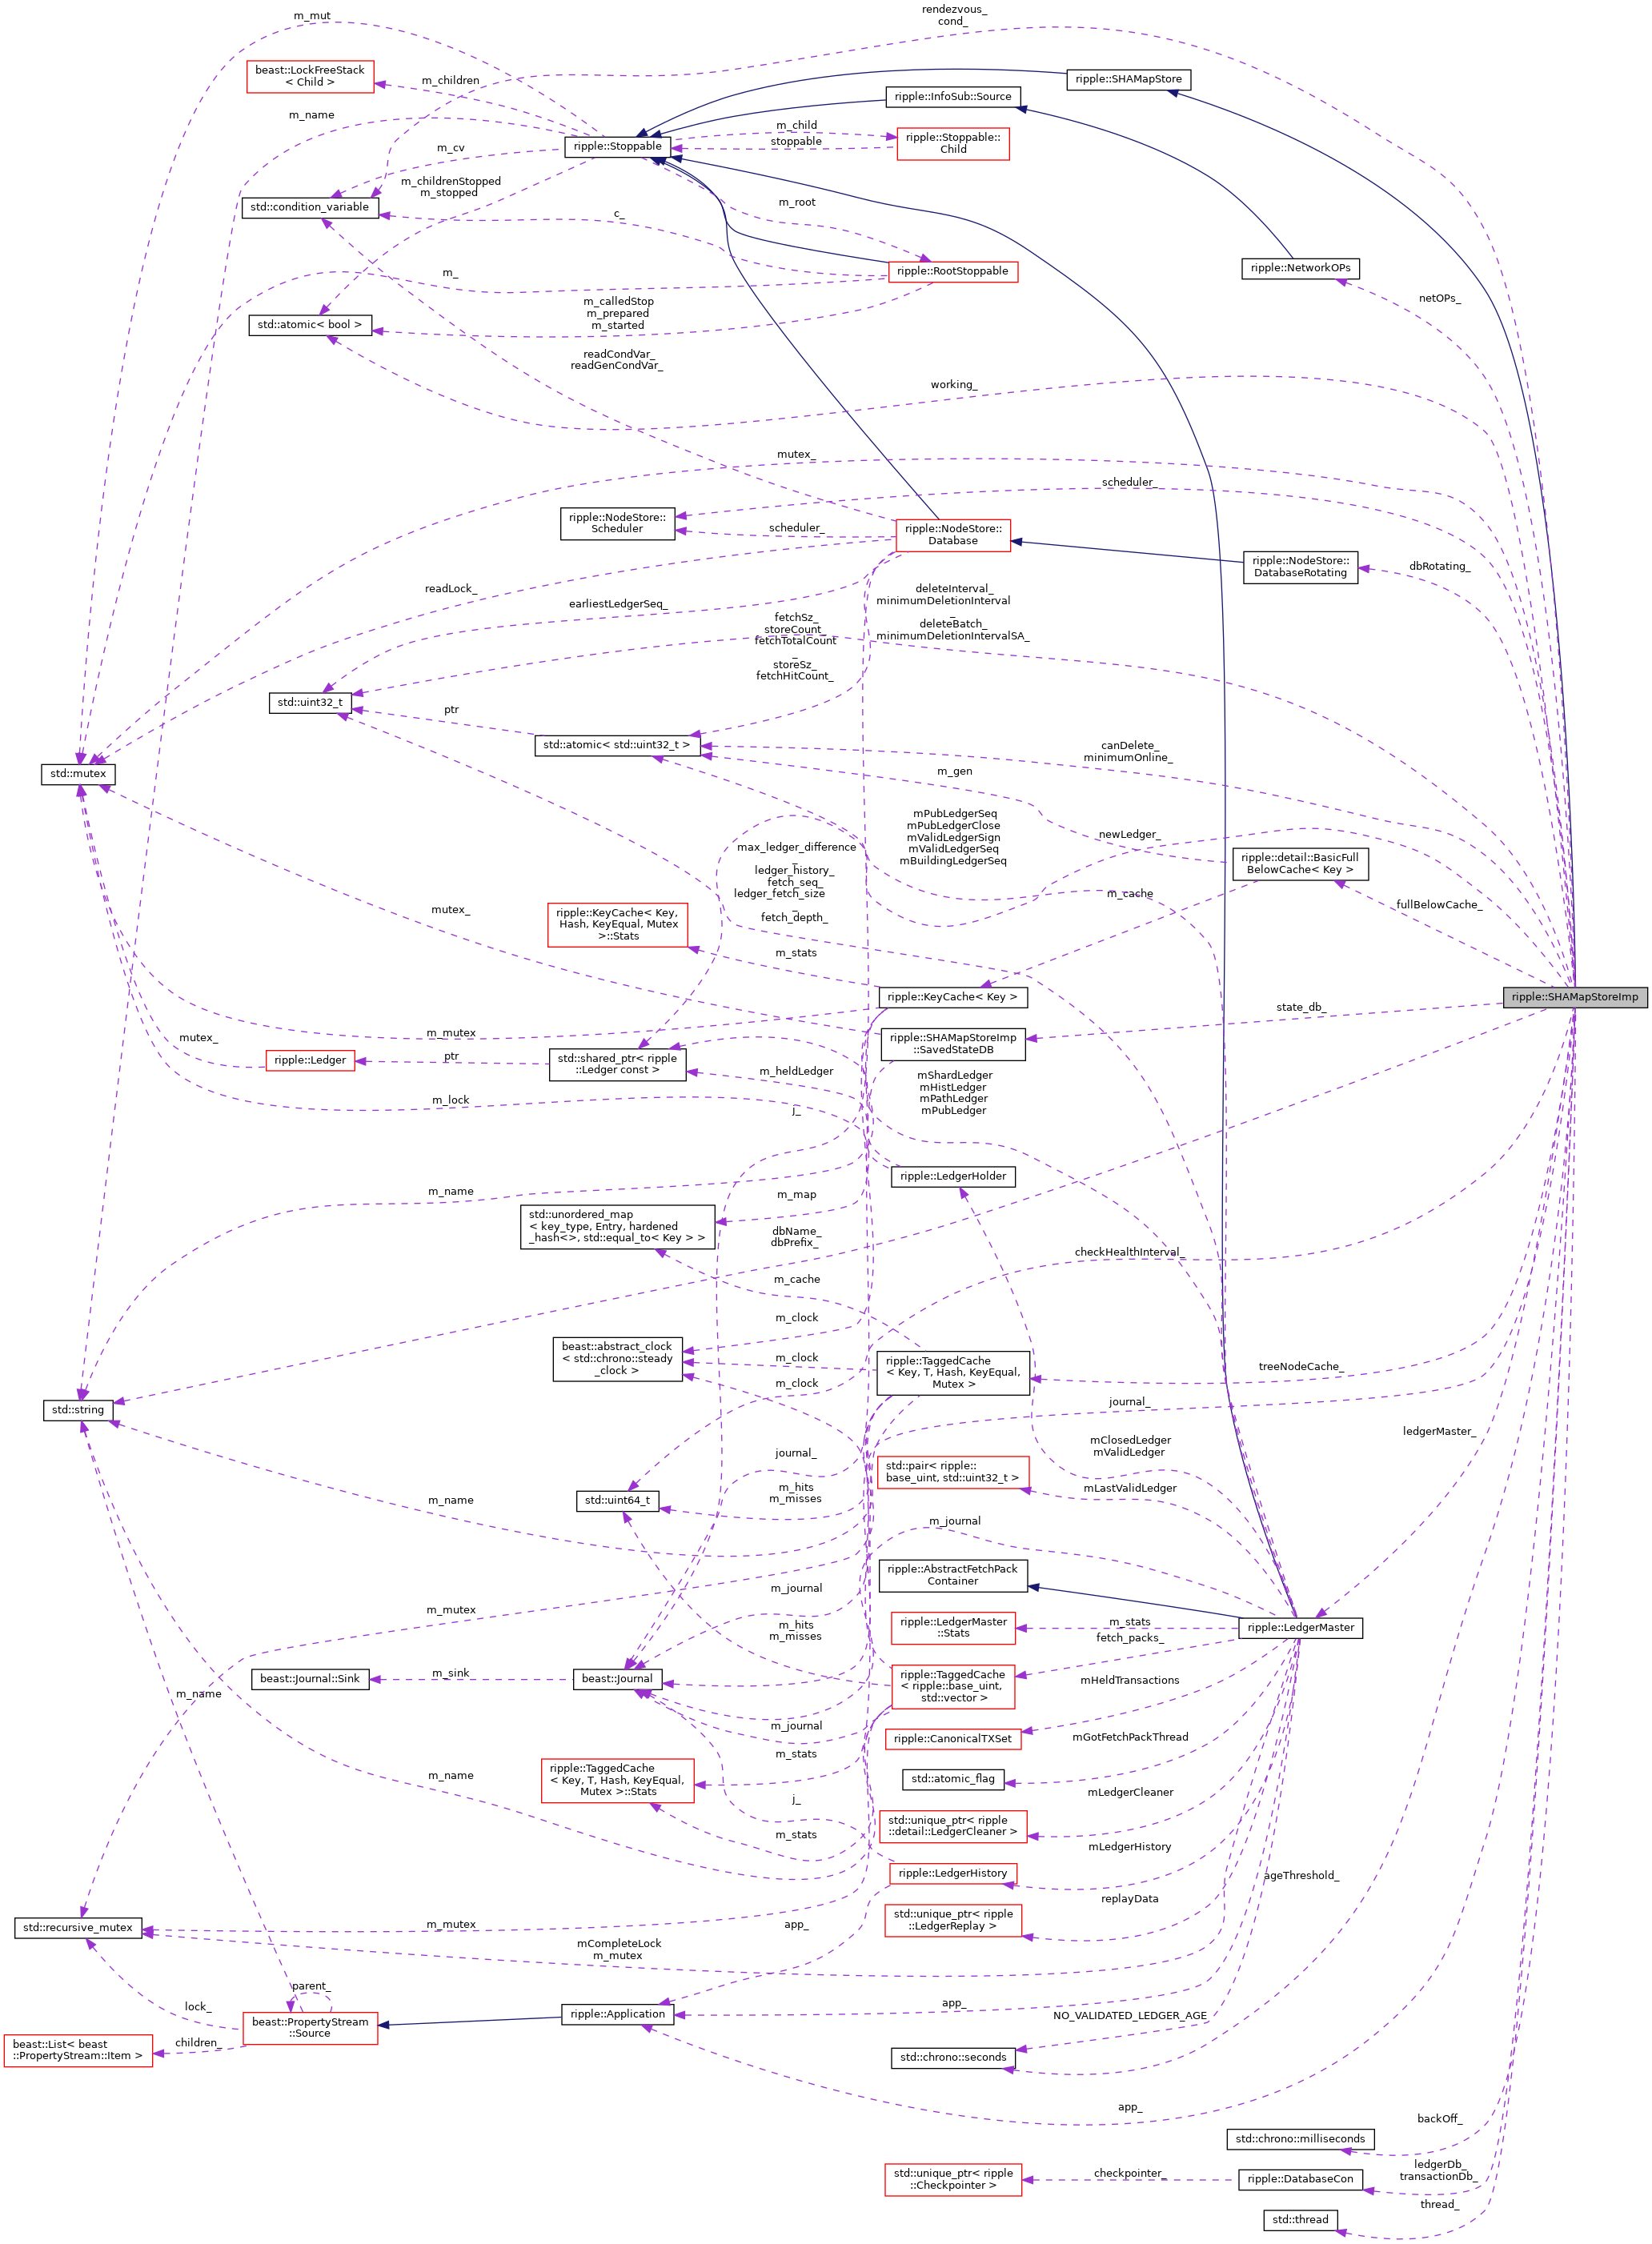 rendezvous_
cond_
m_mut
beast::LockFreeStack
< Child >
m_children
ripple::SHAMapStore
ripple::InfoSub::Source
m_name
m_child
stoppable
ripple::Stoppable::
Child
ripple::Stoppable
m_cv
m_childrenStopped
m_stopped
std::condition_variable
c_
m_root
ripple::RootStoppable
ripple::NetworkOPs
netOPs_
m_
m_calledStop
m_prepared
m_started
std::atomic< bool >
readCondVar_
readGenCondVar_
working_
mutex_
scheduler_
ripple::NodeStore::
Scheduler
scheduler_
ripple::NodeStore::
Database
ripple::NodeStore::
DatabaseRotating
dbRotating_
readLock_
earliestLedgerSeq_
deleteInterval_
minimumDeletionInterval
_
deleteBatch_
minimumDeletionIntervalSA_
fetchSz_
storeCount_
fetchTotalCount
_
storeSz_
fetchHitCount_
std::uint32_t
ptr
std::atomic< std::uint32_t >
canDelete_
minimumOnline_
std::mutex
m_gen
mPubLedgerSeq
mPubLedgerClose
mValidLedgerSign
mValidLedgerSeq
mBuildingLedgerSeq
newLedger_
max_ledger_difference
_
ledger_history_
fetch_seq_
ledger_fetch_size
_
fetch_depth_
ripple::detail::BasicFull
BelowCache< Key >
m_cache
fullBelowCache_
mutex_
ripple::KeyCache< Key,
Hash, KeyEqual, Mutex
>::Stats
m_stats
ripple::KeyCache< Key >
ripple::SHAMapStoreImp
state_db_
m_mutex
mutex_
ripple::Ledger
ptr
std::shared_ptr< ripple
::Ledger const >
ripple::SHAMapStoreImp
::SavedStateDB
m_heldLedger
mShardLedger
mHistLedger
mPathLedger
mPubLedger
m_lock
j_
ripple::LedgerHolder
m_name
m_map
std::unordered_map
< key_type, Entry, hardened
_hash<>, std::equal_to< Key > >
dbName_
dbPrefix_
checkHealthInterval_
m_cache
m_clock
beast::abstract_clock
< std::chrono::steady
_clock >
m_clock
ripple::TaggedCache
< Key, T, Hash, KeyEqual,
Mutex >
treeNodeCache_
m_clock
std::string
journal_
mClosedLedger
mValidLedger
ledgerMaster_
journal_
std::pair< ripple::
base_uint, std::uint32_t >
mLastValidLedger
m_name
std::uint64_t
m_hits
m_misses
m_journal
ripple::AbstractFetchPack
Container
m_journal
m_mutex
m_hits
m_misses
ripple::LedgerMaster
::Stats
m_stats
ripple::LedgerMaster
fetch_packs_
beast::Journal::Sink
m_sink
beast::Journal
ripple::TaggedCache
< ripple::base_uint,
std::vector >
mHeldTransactions
m_name
m_journal
ripple::CanonicalTXSet
mGotFetchPackThread
m_stats
ripple::TaggedCache
< Key, T, Hash, KeyEqual,
Mutex >::Stats
m_name
std::atomic_flag
mLedgerCleaner
j_
std::unique_ptr< ripple
::detail::LedgerCleaner >
m_stats
mLedgerHistory
ripple::LedgerHistory
ageThreshold_
replayData
std::unique_ptr< ripple
::LedgerReplay >
std::recursive_mutex
m_mutex
app_
mCompleteLock
m_mutex
parent_
lock_
beast::PropertyStream
::Source
ripple::Application
app_
NO_VALIDATED_LEDGER_AGE
beast::List< beast
::PropertyStream::Item >
children_
std::chrono::seconds
app_
backOff_
std::chrono::milliseconds
ledgerDb_
transactionDb_
std::unique_ptr< ripple
::Checkpointer >
checkpointer_
ripple::DatabaseCon
thread_
std::thread